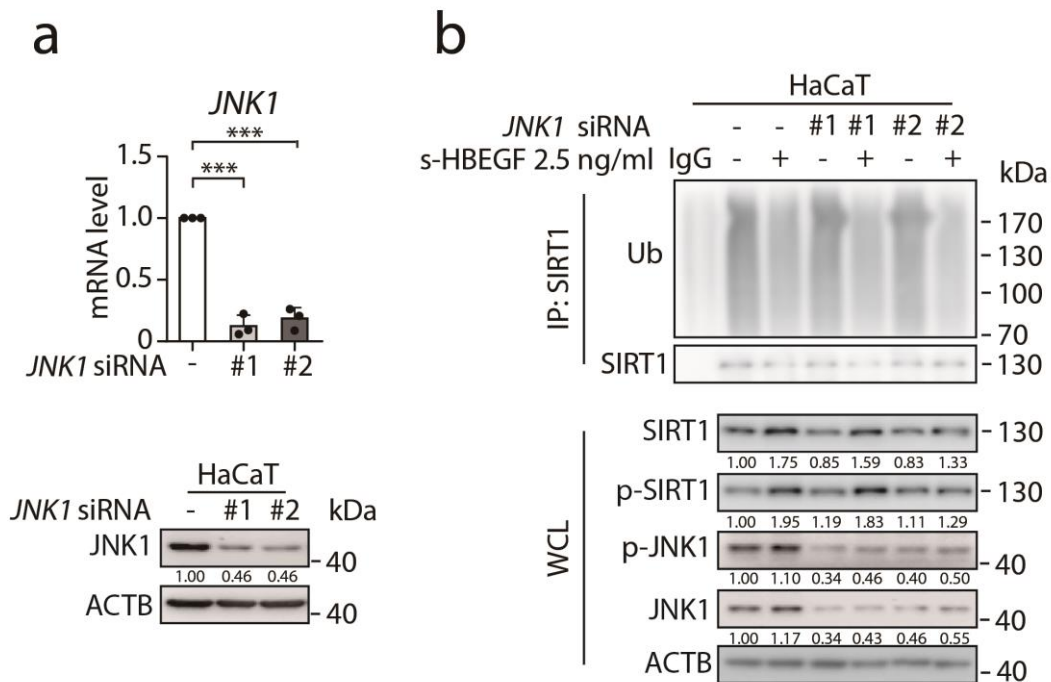 a
JNK1
***
***
mRNA level
1.5
1.0
0.5
0
JNK1 siRNA - #1 #2
HaCaT
JNK1 siRNA - #1 #2 kDa
JNK1 - 40
1.00 0.46 0.46
ACTB - 40
b
HaCaT
JNK1 siRNA - - #1 #1 #2 #2
s-HBEGF 2.5 ng/ml IgG - + - + - + kDa
IP: SIRT1
Ub
- 170
- 130
- 100
- 70
SIRT1 - 130
WCL
SIRT1 - 130
1.00 1.75 0.85 1.59 0.83 1.33
p-SIRT1 - 130
1.00 1.95 1.19 1.83 1.11 1.29
p-JNK1 - 40
1.00 1.10 0.34 0.46 0.40 0.50
JNK1 - 40
1.00 1.17 0.34 0.43 0.46 0.55
ACTB - 40